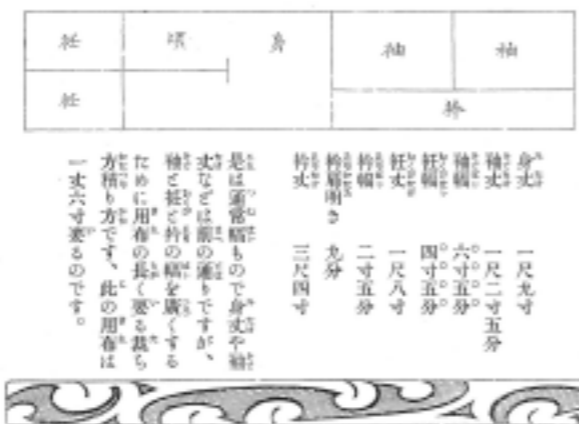 袖
袖
身
裑
衽
衽
衿
身丈 一尺九寸
袖丈 一尺二寸五分
袖幅 六寸五分
衽幅 四寸五分
衽丈 一尺八寸
衿幅 二寸五分
衿肩明き 九分
衿丈 三尺四寸
是は通常幅もので身丈や袖
丈などは前の通りですが、
袖と衽と衿の幅を廣くする
ために用布の長く要る裁ち
方積り方です、此の用布は
一丈六寸要るのです。